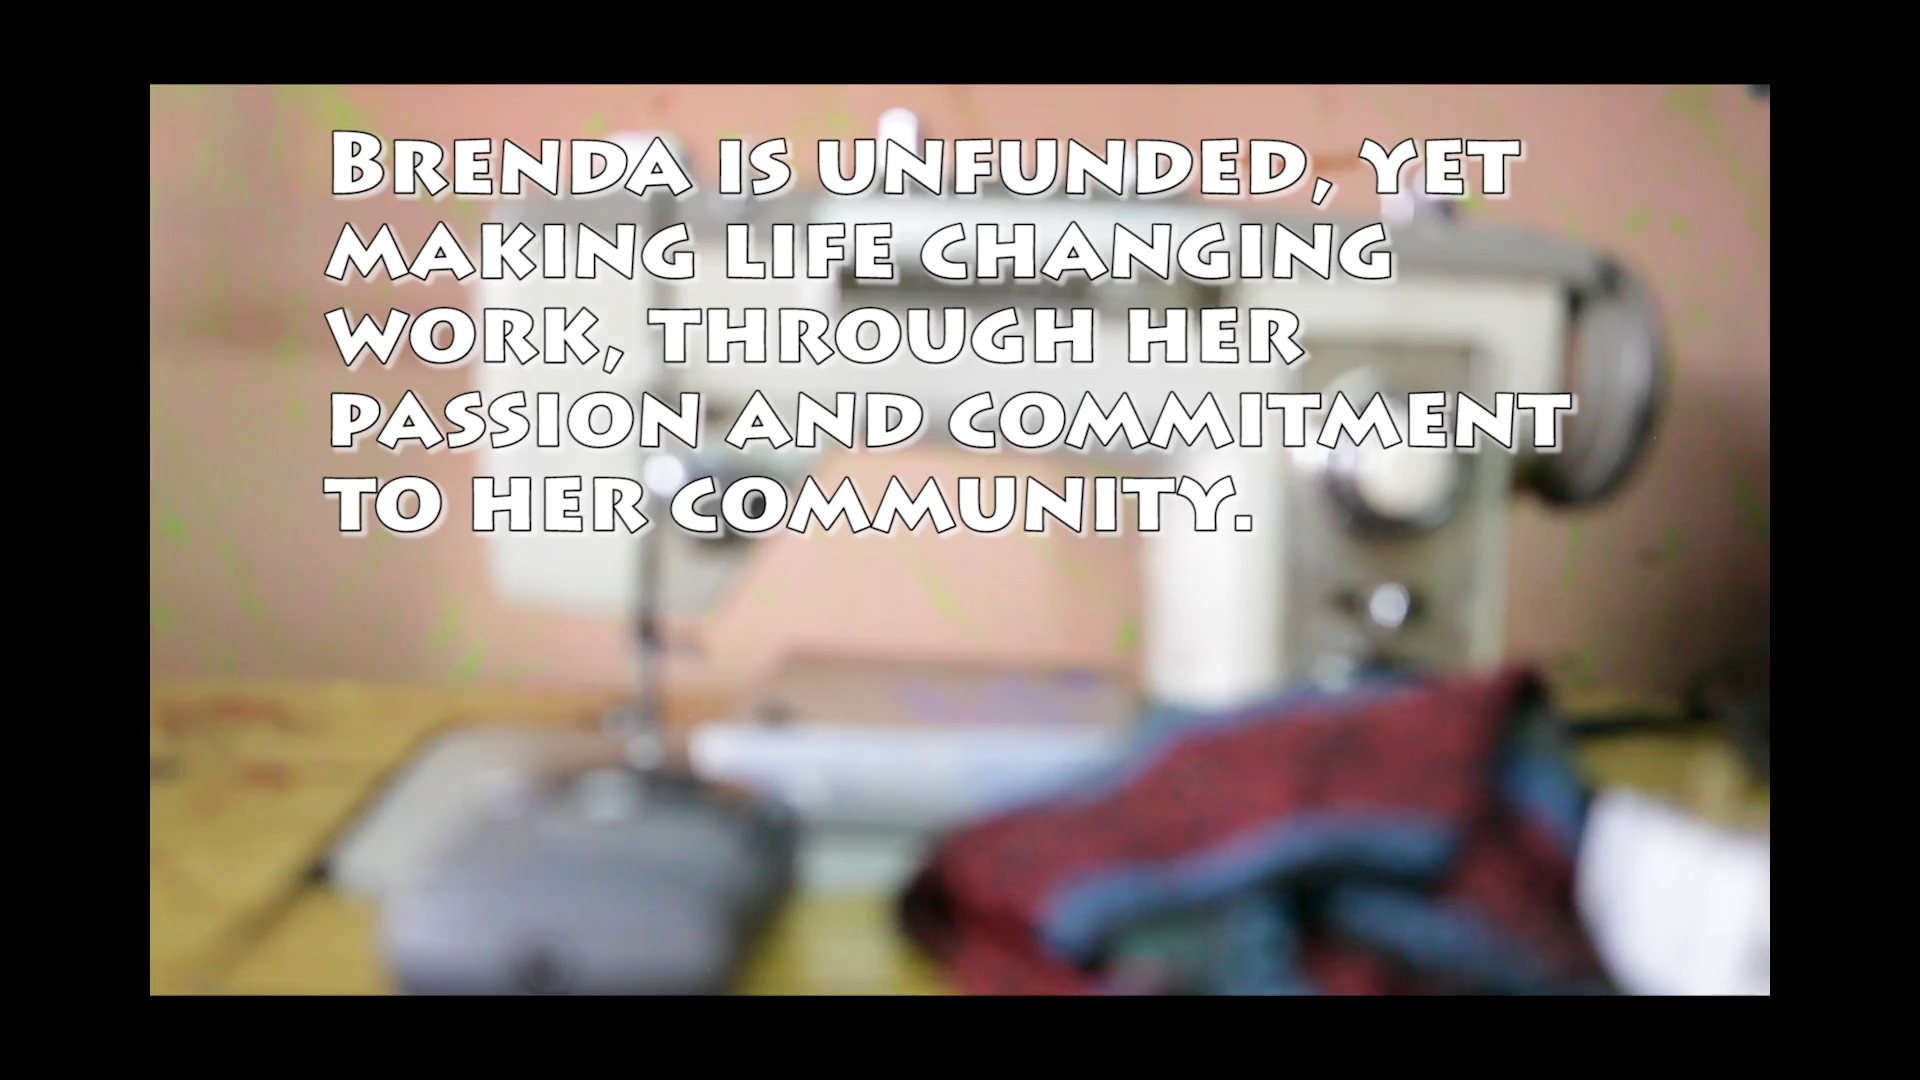 Brenda is unfunded, yet
making life changing
work, through her
passion and commitment
to her community.